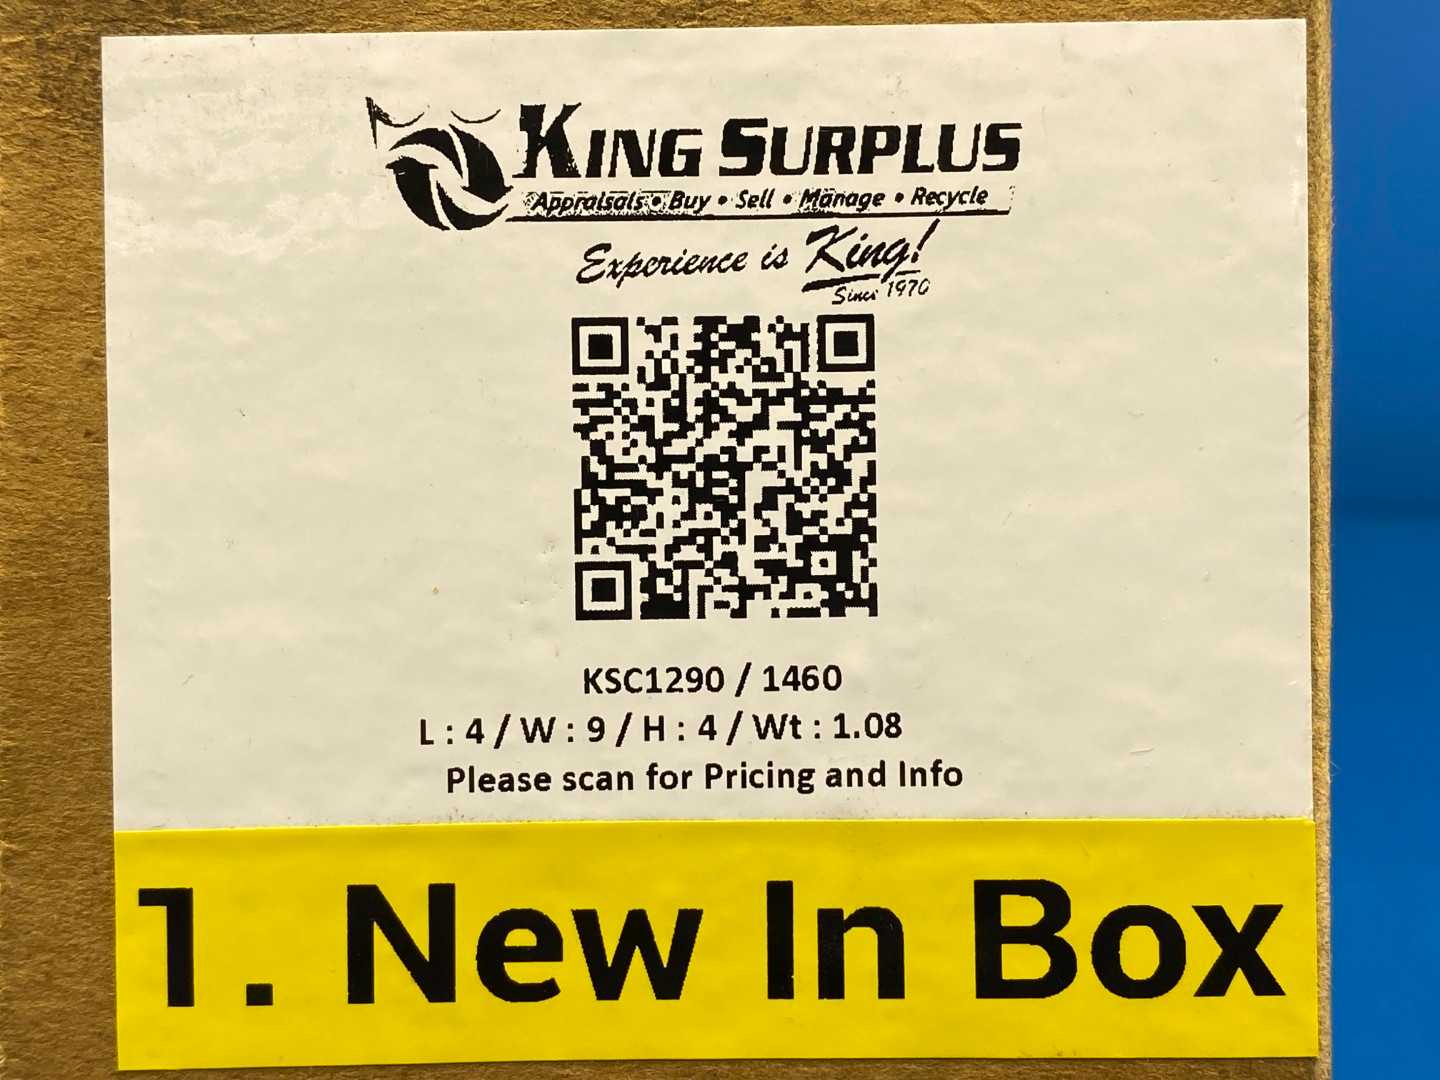 KING SURPLUS
Appraisals • Buy • Sell • Manage • Recycle
Experience is King!
Since 1970
KSC1290 / 1460
L : 4 / W : 9 / H : 4 / Wt : 1.08
Please scan for Pricing and Info
1. New In Box